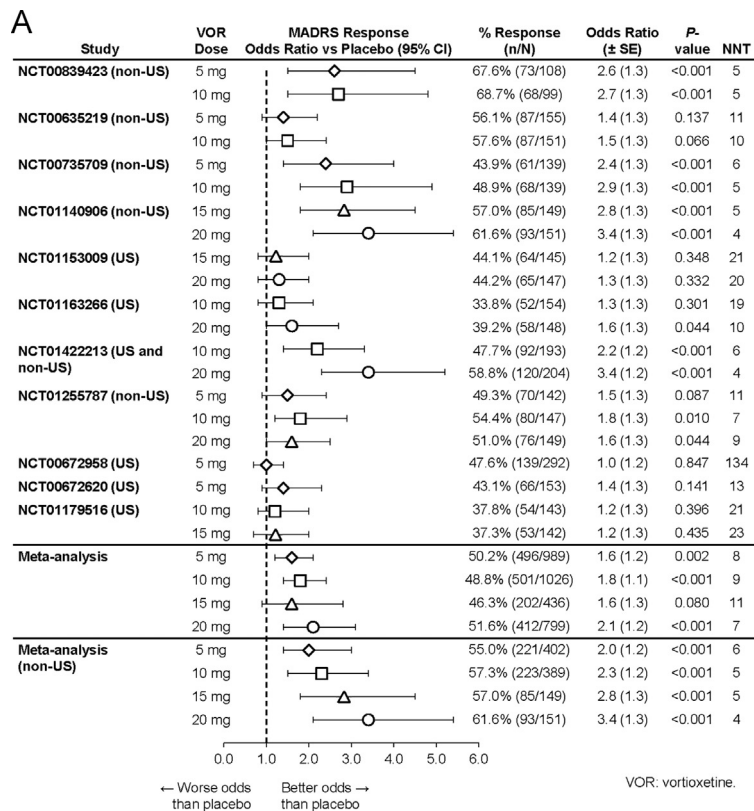 A
Study VOR Dose MADRS Response Odds Ratio vs Placebo (95% CI) % Response (n/N) Odds Ratio (± SE) P-value NNT
NCT00839423 (non-US) 5 mg 67.6% (73/108) 2.6 (1.3) <0.001 5
10 mg 68.7% (68/99) 2.7 (1.3) <0.001 5
NCT00635219 (non-US) 5 mg 56.1% (87/155) 1.4 (1.3) 0.137 11
10 mg 57.6% (87/151) 1.5 (1.3) 0.066 10
NCT00735709 (non-US) 5 mg 43.9% (61/139) 2.4 (1.3) <0.001 6
10 mg 48.9% (68/139) 2.9 (1.3) <0.001 5
NCT01140906 (non-US) 15 mg 57.0% (85/149) 2.8 (1.3) <0.001 5
20 mg 61.6% (93/151) 3.4 (1.3) <0.001 4
NCT01153009 (US) 15 mg 44.1% (64/145) 1.2 (1.3) 0.348 21
20 mg 44.2% (65/147) 1.3 (1.3) 0.332 20
NCT01163266 (US) 10 mg 33.8% (52/154) 1.3 (1.3) 0.301 19
20 mg 39.2% (58/148) 1.6 (1.3) 0.044 10
NCT01422213 (US and non-US) 10 mg 47.7% (92/193) 2.2 (1.2) <0.001 6
20 mg 58.8% (120/204) 3.4 (1.2) <0.001 4
NCT01255787 (non-US) 5 mg 49.3% (70/142) 1.5 (1.3) 0.087 11
10 mg 54.4% (80/147) 1.8 (1.3) 0.010 7
20 mg 51.0% (76/149) 1.6 (1.3) 0.044 9
NCT00672958 (US) 5 mg 47.6% (139/292) 1.0 (1.2) 0.847 134
NCT00672620 (US) 5 mg 43.1% (66/153) 1.4 (1.3) 0.141 13
NCT01179516 (US) 10 mg 37.8% (54/143) 1.2 (1.3) 0.396 21
15 mg 37.3% (53/142) 1.2 (1.3) 0.435 23
Meta-analysis 5 mg 50.2% (496/989) 1.6 (1.2) 0.002 8
10 mg 48.8% (501/1026) 1.8 (1.1) <0.001 9
15 mg 46.3% (202/436) 1.6 (1.3) 0.080 11
20 mg 51.6% (412/799) 2.1 (1.2) <0.001 7
Meta-analysis (non-US) 5 mg 55.0% (221/402) 2.0 (1.2) <0.001 6
10 mg 57.3% (223/389) 2.3 (1.2) <0.001 5
15 mg 57.0% (85/149) 2.8 (1.3) <0.001 5
20 mg 61.6% (93/151) 3.4 (1.3) <0.001 4
0.0 1.0 2.0 3.0 4.0 5.0 6.0
← Worse odds than placebo Better odds → than placebo
VOR: vortioxetine.